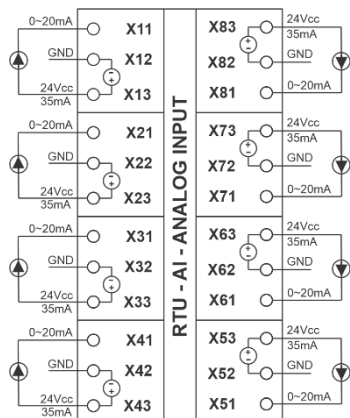 0~20mA X11
GND X12
24Vcc X13
35mA
0~20mA X21
GND X22
24Vcc X23
35mA
0~20mA X31
GND X32
24Vcc X33
35mA
0~20mA X41
GND X42
24Vcc X43
35mA
RTU - AI - ANALOG INPUT
X83 24Vcc
35mA
X82 GND
X81 0~20mA
X73 24Vcc
35mA
X72 GND
X71 0~20mA
X63 24Vcc
35mA
X62 GND
X61 0~20mA
X53 24Vcc
35mA
X52 GND
X51 0~20mA